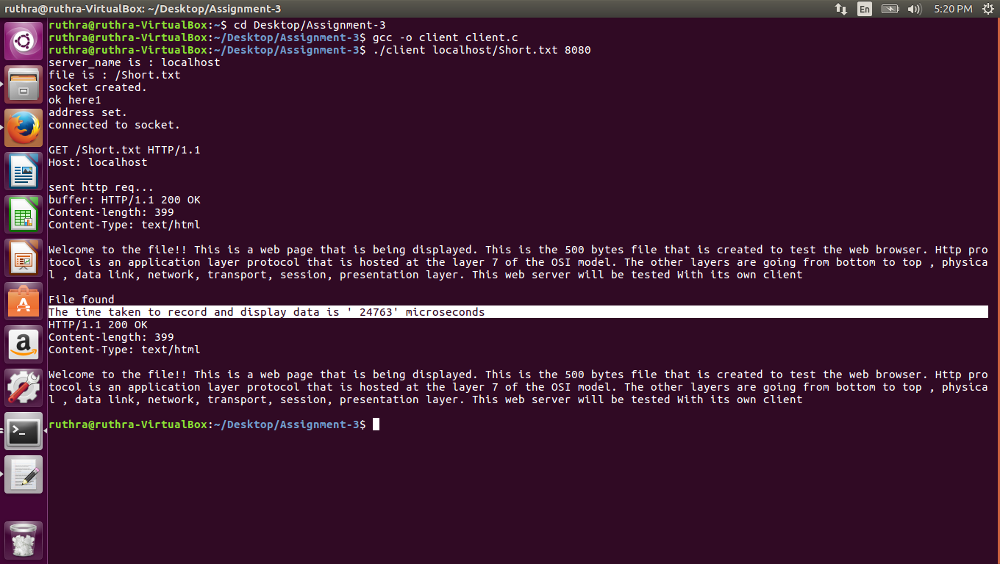 ruthra@ruthra-VirtualBox: ~/Desktop/Assignment-3
En
5:20 PM
ruthra@ruthra-VirtualBox:~$ cd Desktop/Assignment-3
ruthra@ruthra-VirtualBox:~/Desktop/Assignment-3$ gcc -o client client.c
ruthra@ruthra-VirtualBox:~/Desktop/Assignment-3$ ./client localhost/Short.txt 8080
server_name is : localhost
file is : /Short.txt
socket created.
ok here1
address set.
connected to socket.
GET /Short.txt HTTP/1.1
Host: localhost
sent http req...
buffer: HTTP/1.1 200 OK
Content-length: 399
Content-Type: text/html
Welcome to the file!! This is a web page that is being displayed. This is the 500 bytes file that is created to test the web browser. Http pro
tocol is an application layer protocol that is hosted at the layer 7 of the OSI model. The other layers are going from bottom to top , physica
l , data link, network, transport, session, presentation layer. This web server will be tested With its own client
File found
The time taken to record and display data is ' 24763' microseconds
HTTP/1.1 200 OK
Content-length: 399
Content-Type: text/html
Welcome to the file!! This is a web page that is being displayed. This is the 500 bytes file that is created to test the web browser. Http pro
tocol is an application layer protocol that is hosted at the layer 7 of the OSI model. The other layers are going from bottom to top , physica
l , data link, network, transport, session, presentation layer. This web server will be tested With its own client
ruthra@ruthra-VirtualBox:~/Desktop/Assignment-3$